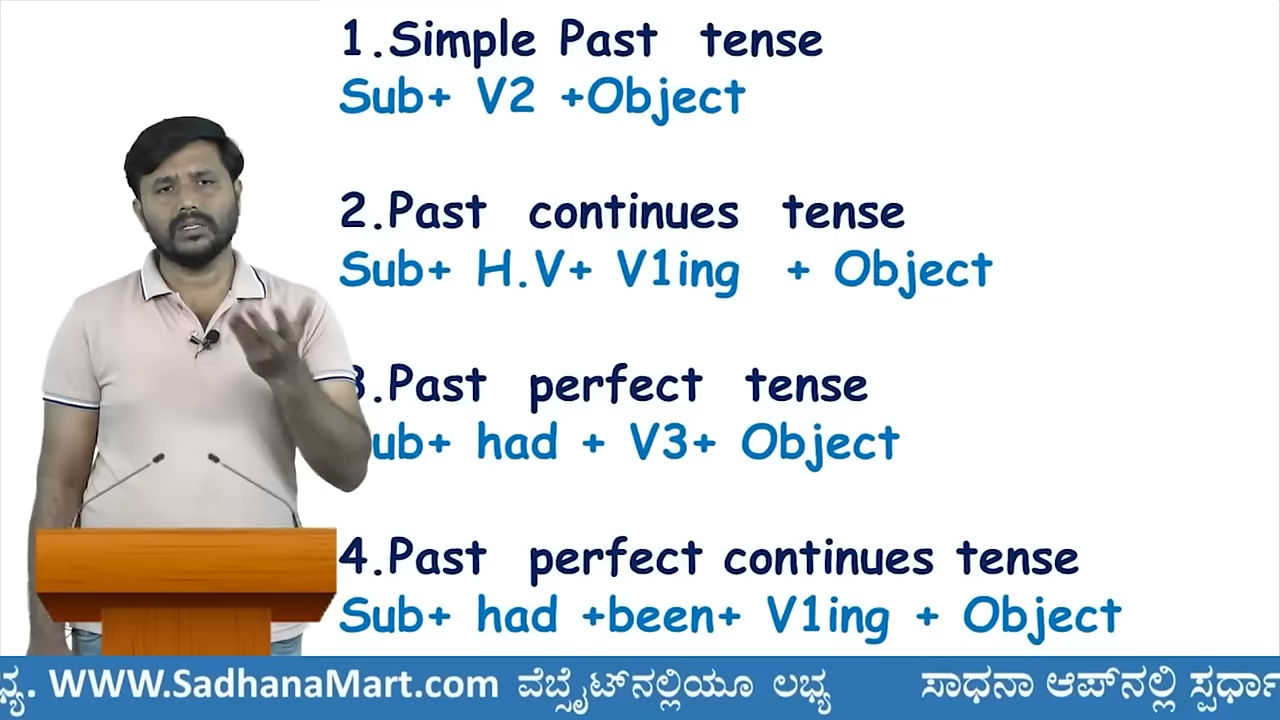 1.Simple Past tense
Sub+ V2 +Object
2.Past continues tense
Sub+ H.V+ V1ing + Object
3.Past perfect tense
ub+ had + V3+ Object
4.Past perfect continues tense
Sub+ had +been+ V1ing + Object
WWW.SadhanaMart.com ವೆಬ್ಸೈಟ್‌ನಲ್ಲಿಯೂ ಲಭ್ಯ ಸಾಧನಾ ಆಪ್‌ನಲ್ಲಿ